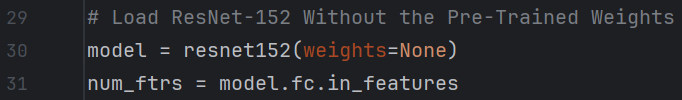 29 # Load ResNet-152 Without the Pre-Trained Weights
30 model = resnet152(weights=None)
31 num_ftrs = model.fc.in_features